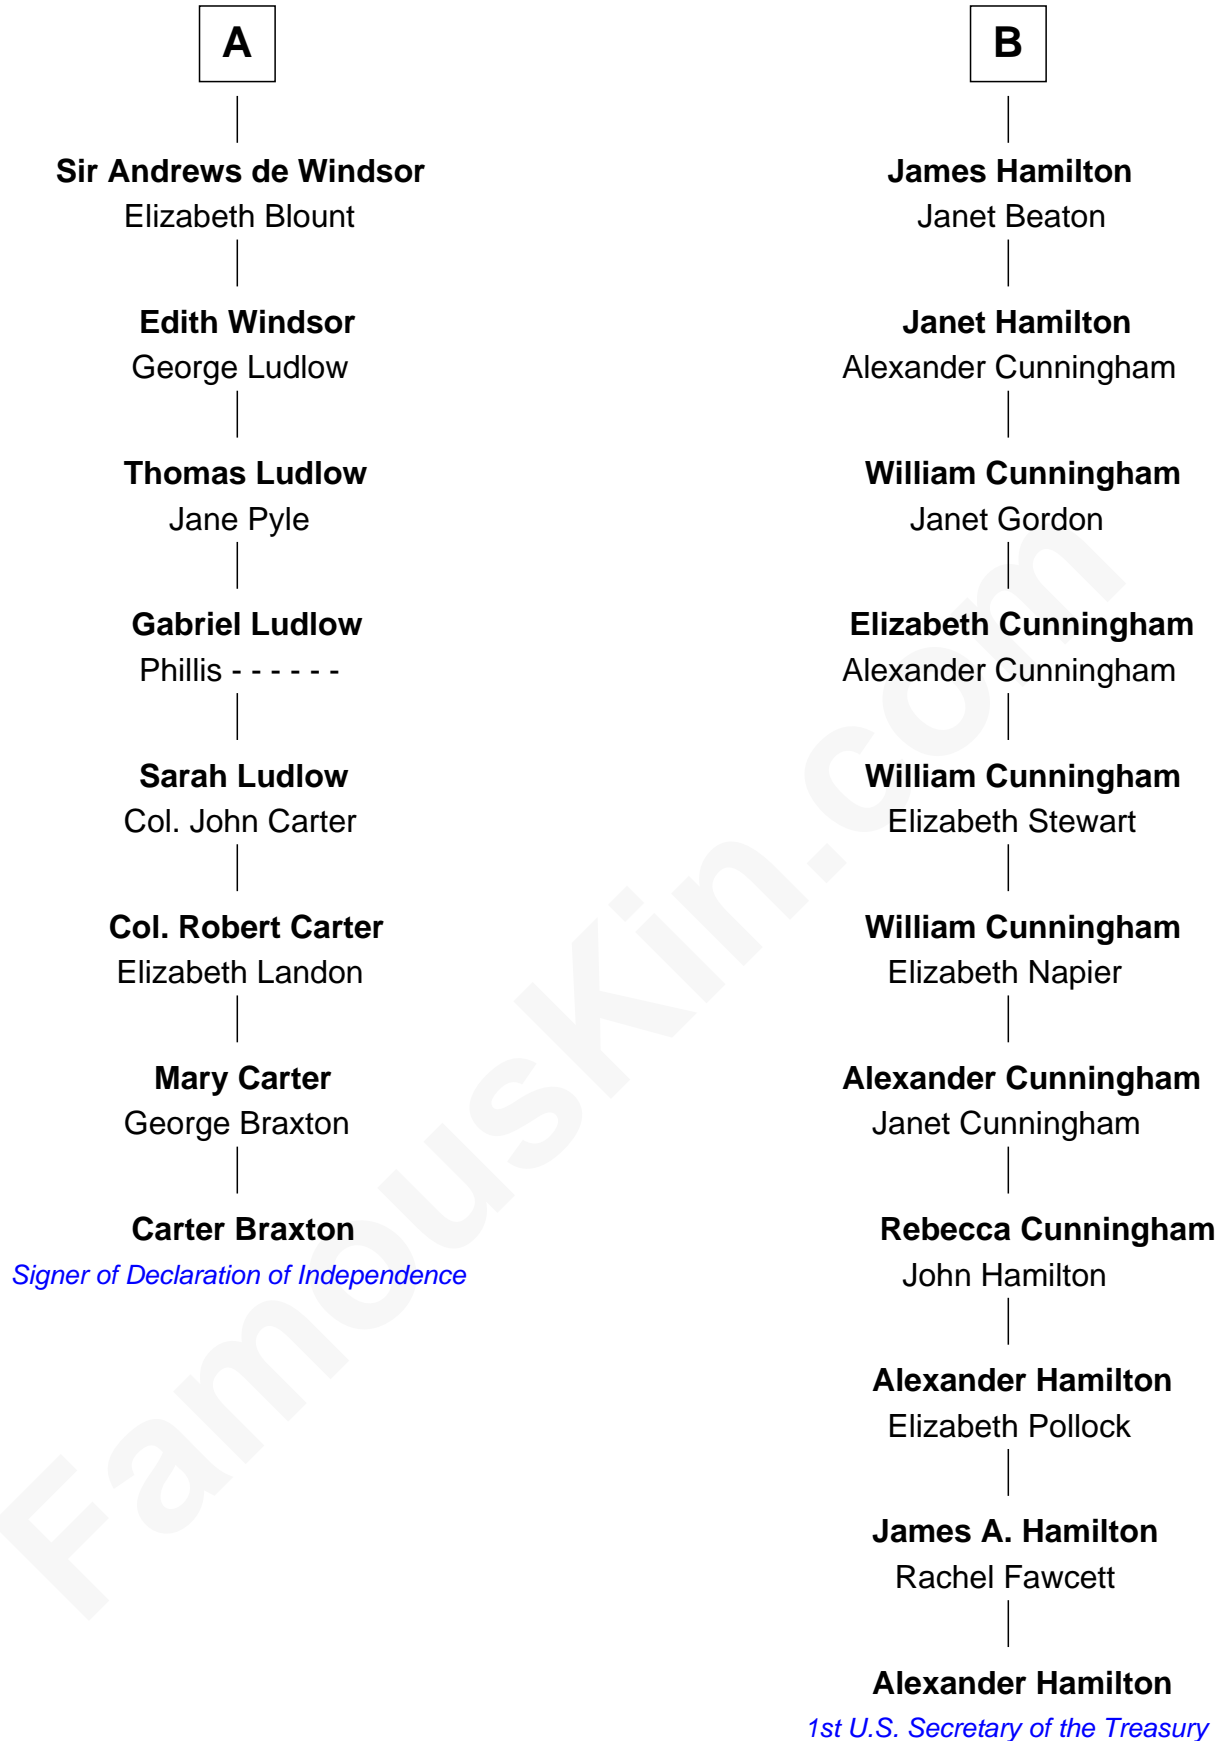 A
Sir Andrews de Windsor
Elizabeth Blount
Edith Windsor
George Ludlow
Thomas Ludlow
Jane Pyle
Gabriel Ludlow
Phillis - - - - - -
Sarah Ludlow
Col. John Carter
Col. Robert Carter
Elizabeth Landon
Mary Carter
George Braxton
Carter Braxton
Signer of Declaration of Independence
B
James Hamilton
Janet Beaton
Janet Hamilton
Alexander Cunningham
William Cunningham
Janet Gordon
Elizabeth Cunningham
Alexander Cunningham
William Cunningham
Elizabeth Stewart
William Cunningham
Elizabeth Napier
Alexander Cunningham
Janet Cunningham
Rebecca Cunningham
John Hamilton
Alexander Hamilton
Elizabeth Pollock
James A. Hamilton
Rachel Fawcett
Alexander Hamilton
1st U.S. Secretary of the Treasury
FamousKin.com